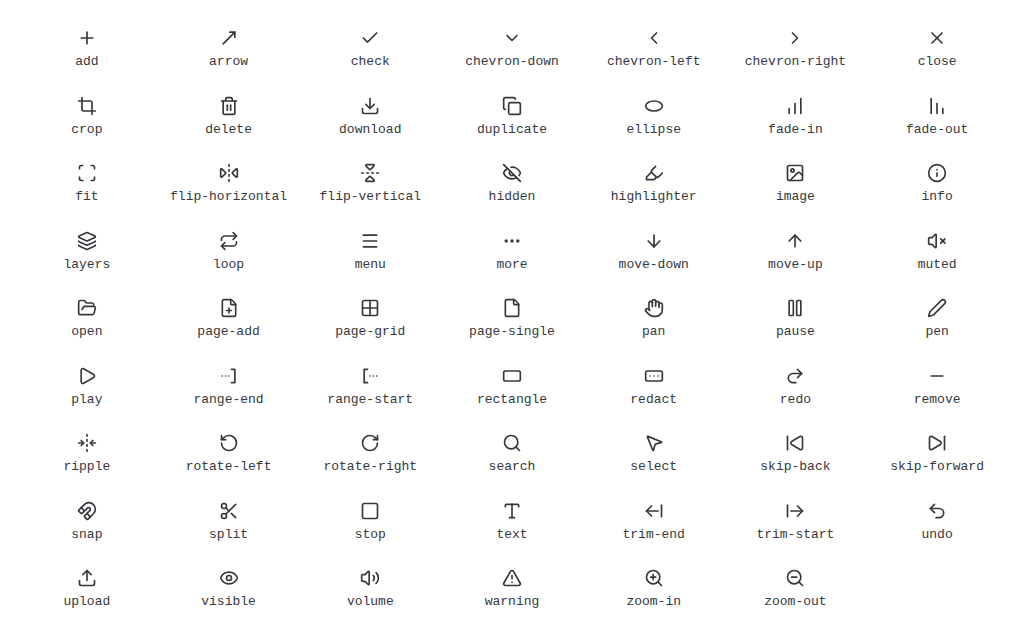 add arrow check chevron-down chevron-left chevron-right close
crop delete download duplicate ellipse fade-in fade-out
fit flip-horizontal flip-vertical hidden highlighter image info
layers loop menu more move-down move-up muted
open page-add page-grid page-single pan pause pen
play range-end range-start rectangle redact redo remove
ripple rotate-left rotate-right search select skip-back skip-forward
snap split stop text trim-end trim-start undo
upload visible volume warning zoom-in zoom-out